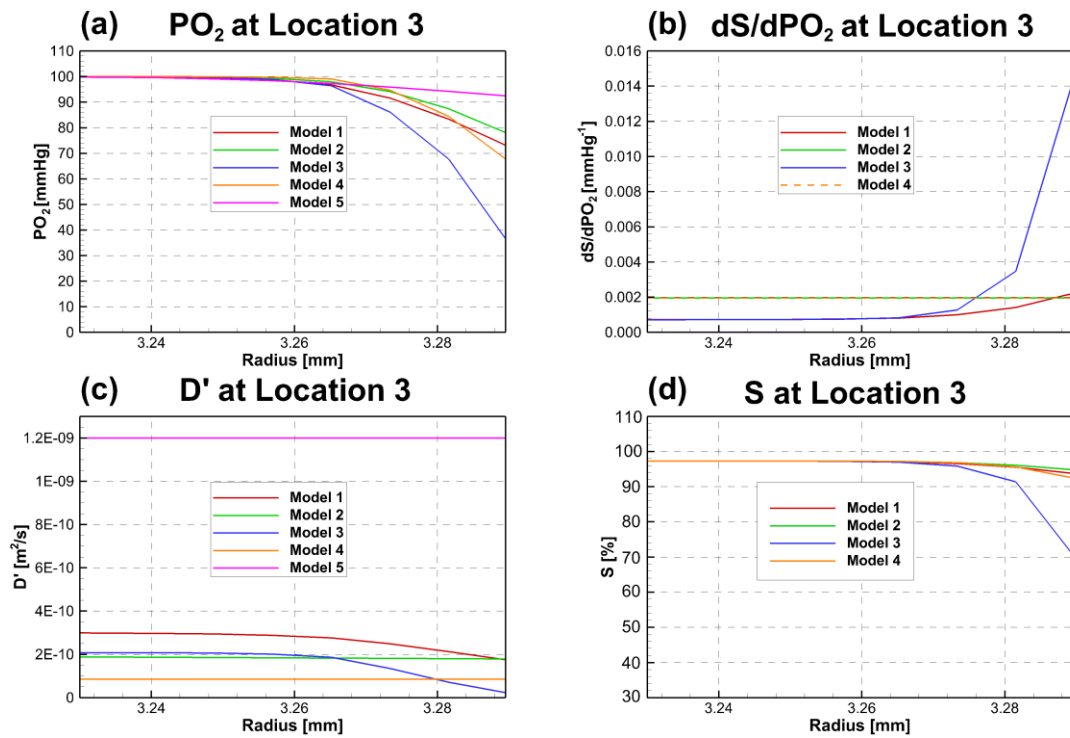 (a) PO₂ at Location 3
110
100
90
80
70
60
50
40
30
20
10
0
PO₂ [mmHg]
Model 1
Model 2
Model 3
Model 4
Model 5
3.24 3.26 3.28
Radius [mm]
(b) dS/dPO₂ at Location 3
0.016
0.014
0.012
0.010
0.008
0.006
0.004
0.002
0.000
dS/dPO₂ [mmHg⁻¹]
Model 1
Model 2
Model 3
Model 4
3.24 3.26 3.28
Radius [mm]
(c) D' at Location 3
1.2E-09
1E-09
8E-10
6E-10
4E-10
2E-10
0
D' [m²/s]
Model 1
Model 2
Model 3
Model 4
Model 5
3.24 3.26 3.28
Radius [mm]
(d) S at Location 3
110
100
90
80
70
60
50
40
30
S [%]
Model 1
Model 2
Model 3
Model 4
3.24 3.26 3.28
Radius [mm]